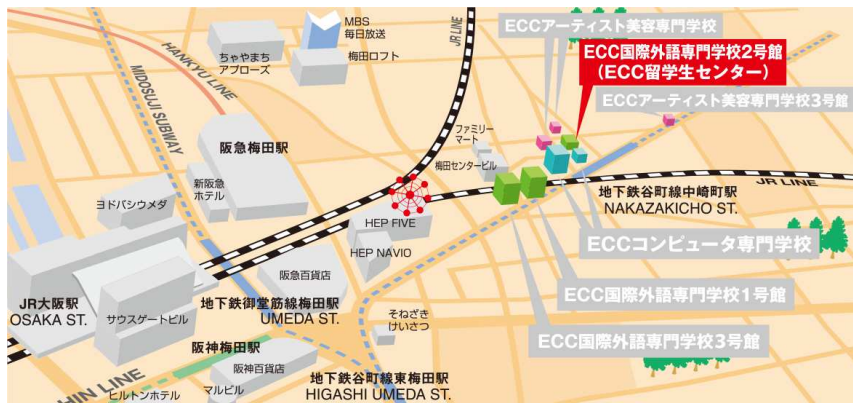 MBS
毎日放送
ちゃやまち
アプローズ
梅田ロフト
HANKYU LINE
MIDOSUJI SUBWAY
JR LINE
ECCアーティスト美容専門学校
ECC国際外語専門学校2号館
(ECC留学生センター)
ECCアーティスト美容専門学校3号館
阪急梅田駅
新阪急
ホテル
ヨドバシウメダ
ファミリー
マート
梅田センタービル
地下鉄谷町線中崎町駅
NAKAZAKICHO ST.
JR LINE
HEP FIVE
HEP NAVIO
阪急百貨店
ECCコンピュータ専門学校
ECC国際外語専門学校1号館
ECC国際外語専門学校3号館
JR大阪駅
OSAKA ST.
サウスゲートビル
地下鉄御堂筋線梅田駅
UMEDA ST.
そねざき
けいさつ
阪神梅田駅
阪神百貨店
HIN LINE
ヒルトンホテル
マルビル
地下鉄谷町線東梅田駅
HIGASHI UMEDA ST.